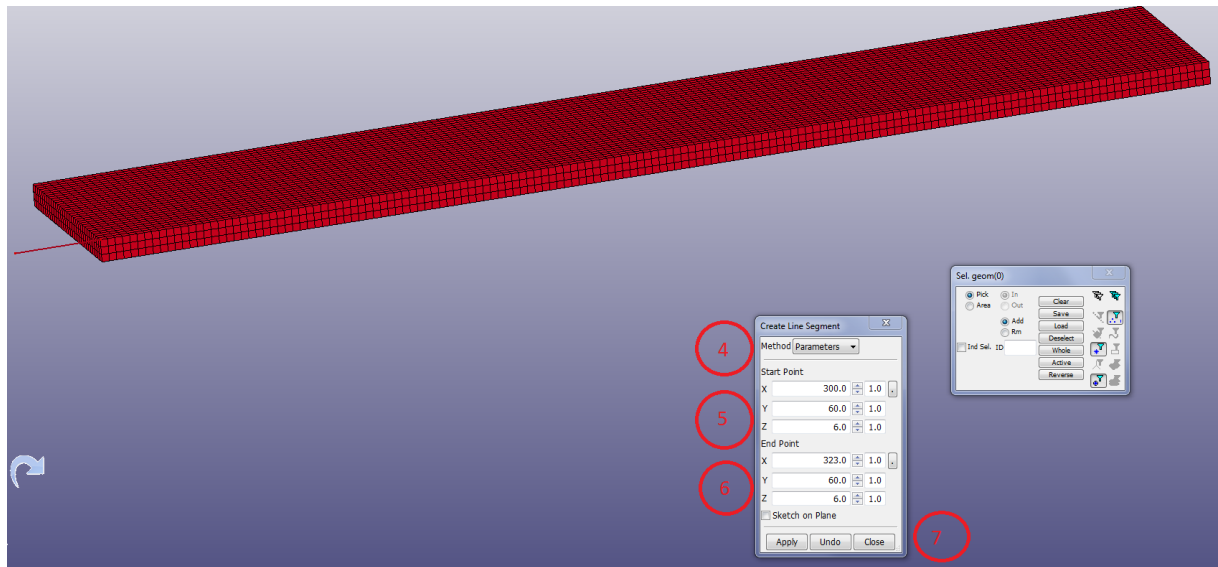 Sel. geom(0)
Pick In Clear
Area Out Save
Add Load
Rm Deselect
Ind Sel. ID Whole
Active
Reverse
Create Line Segment
4
Method Parameters
Start Point
X 300.0 1.0 .
5
Y 60.0 1.0
Z 6.0 1.0
End Point
X 323.0 1.0 .
6
Y 60.0 1.0
Z 6.0 1.0
Sketch on Plane
Apply Undo Close
7